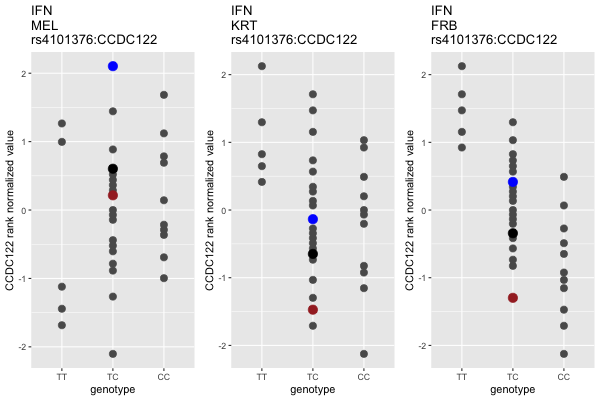 IFN
MEL
rs4101376:CCDC122
CCDC122 rank normalized value
2
1
0
-1
-2
TT TC CC
genotype
IFN
KRT
rs4101376:CCDC122
CCDC122 rank normalized value
2
1
0
-1
-2
TT TC CC
genotype
IFN
FRB
rs4101376:CCDC122
CCDC122 rank normalized value
2
1
0
-1
-2
TT TC CC
genotype